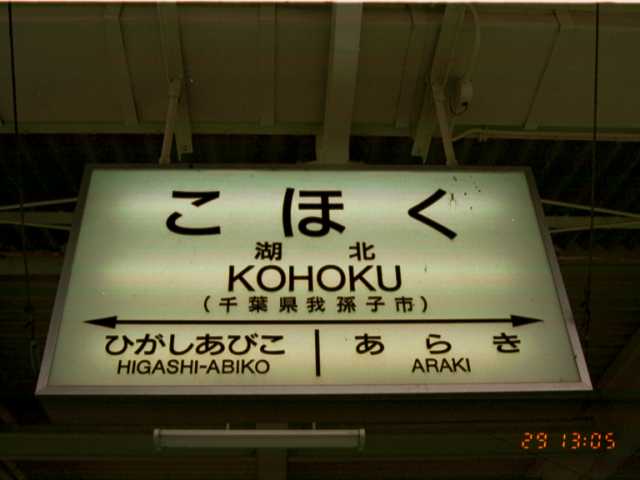 こほく
湖北
KOHOKU
(千葉県我孫子市)
ひがしあびこ あらき
HIGASHI-ABIKO ARAKI
29 13:05